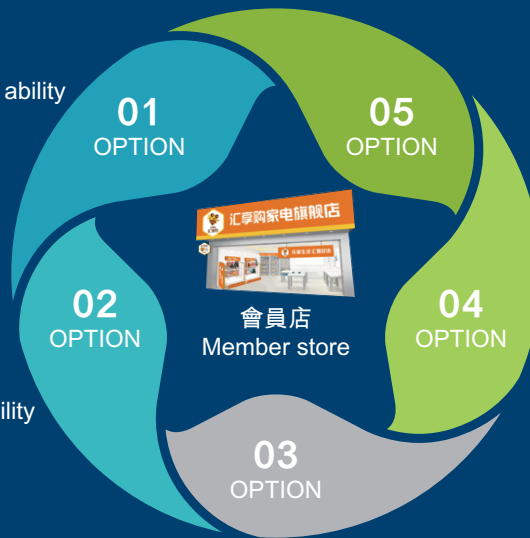 ability
01
OPTION
05
OPTION
汇享购家电旗舰店
02
OPTION
會員店
Member store
04
OPTION
ility
03
OPTION